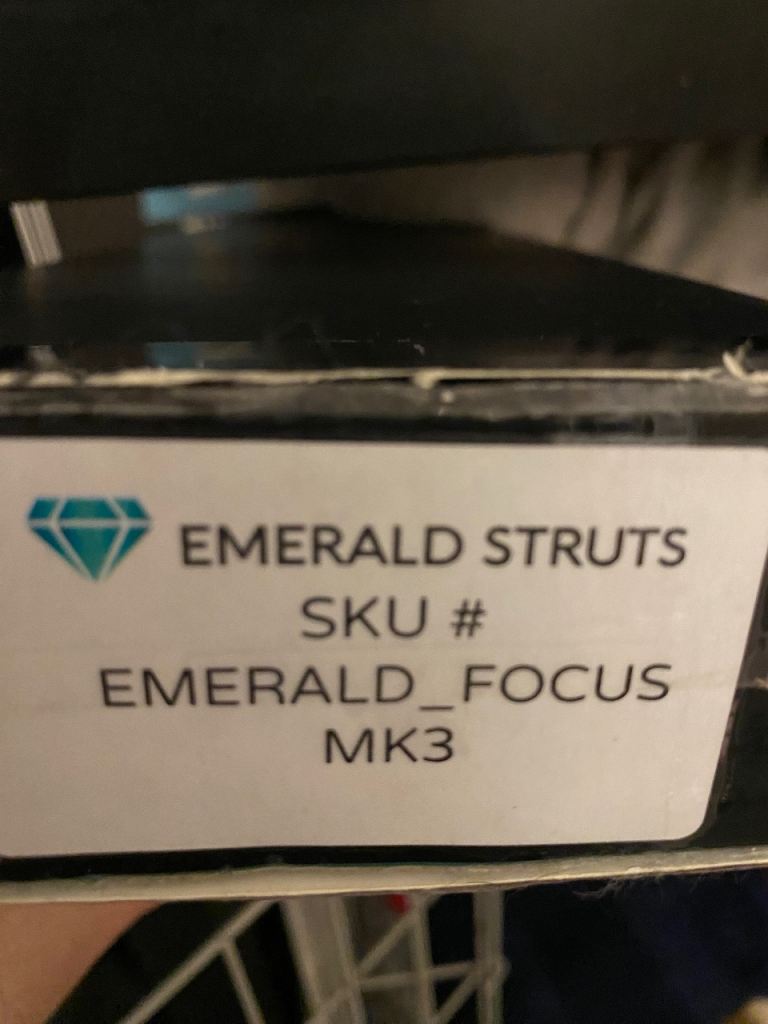 EMERALD STRUTS
SKU #
EMERALD_FOCUS
MK3